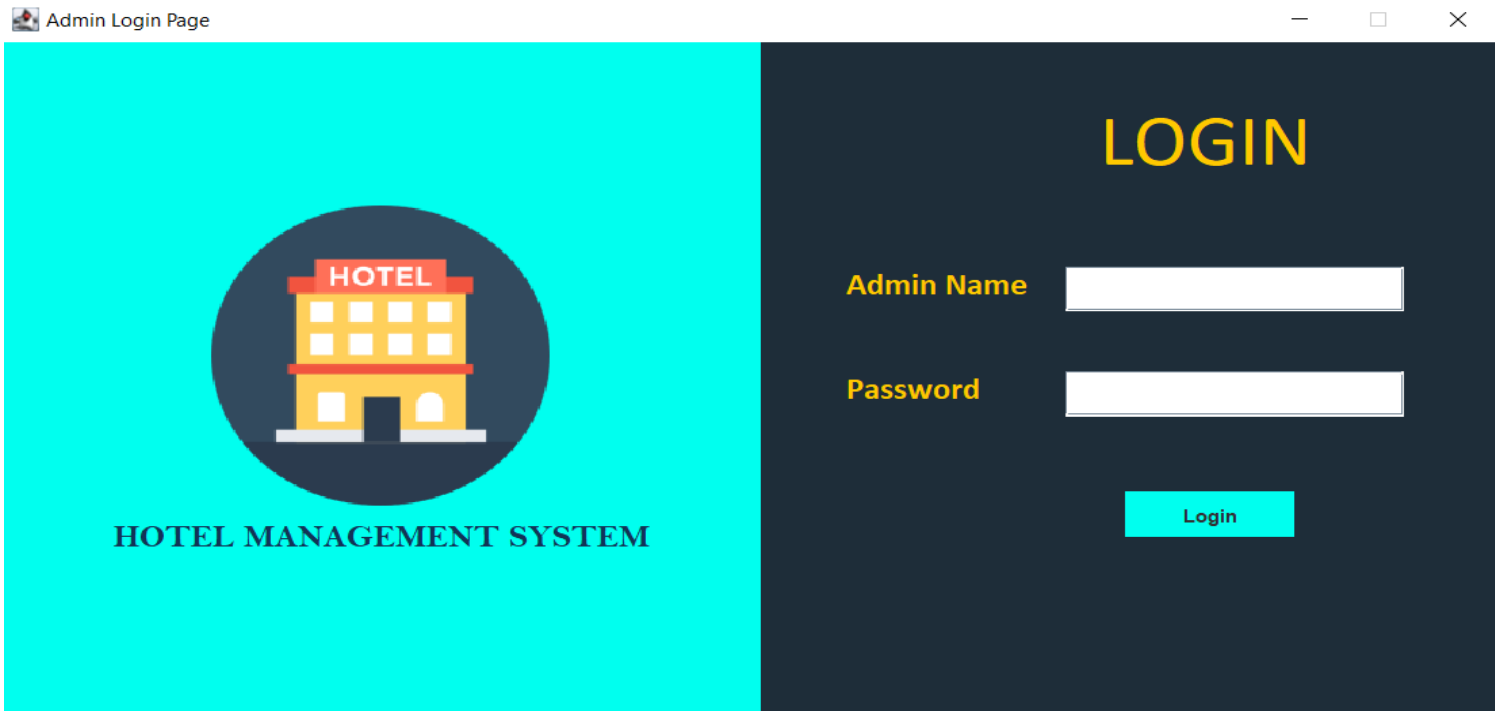 Admin Login Page
HOTEL
HOTEL MANAGEMENT SYSTEM
LOGIN
Admin Name
Password
Login